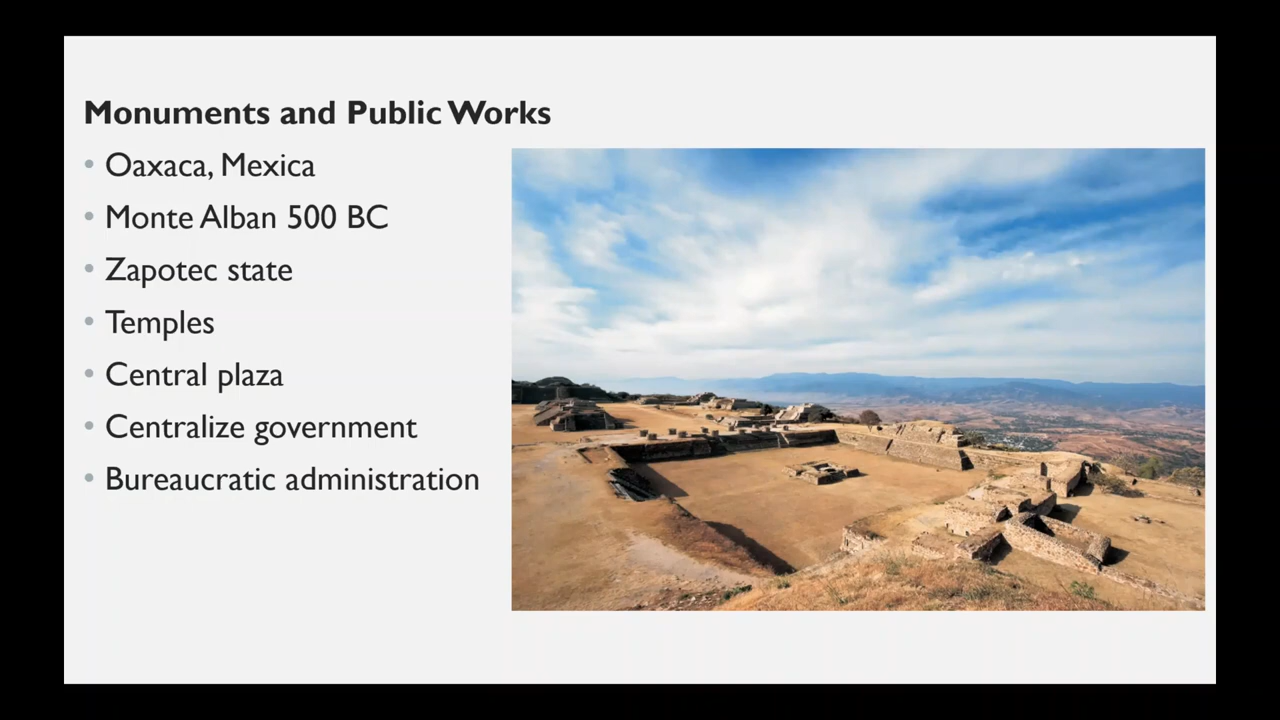 Monuments and Public Works
• Oaxaca, Mexica
• Monte Alban 500 BC
• Zapotec state
• Temples
• Central plaza
• Centralize government
• Bureaucratic administration